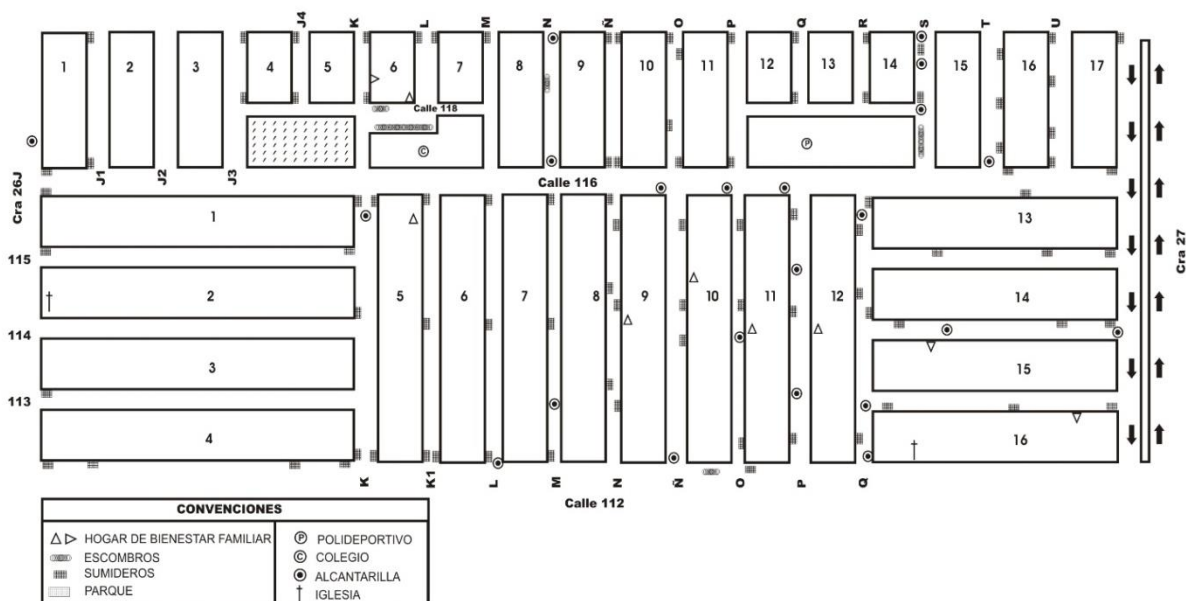 J4 K L M N Ñ O P Q R S T U
1 2 3 4 5 6 7 8 9 10 11 12 13 14 15 16 17
Calle 118
C P
J1 J2 J3
Cra 26J
Calle 116
1 13
115
2 5 6 7 8 9 10 11 12 14
Cra 27
114
3 15
113
4 16
K K1 L M N Ñ O P Q
Calle 112
CONVENCIONES
HOGAR DE BIENESTAR FAMILIAR
ESCOMBROS
SUMIDEROS
PARQUE
P POLIDEPORTIVO
C COLEGIO
ALCANTARILLA
IGLESIA